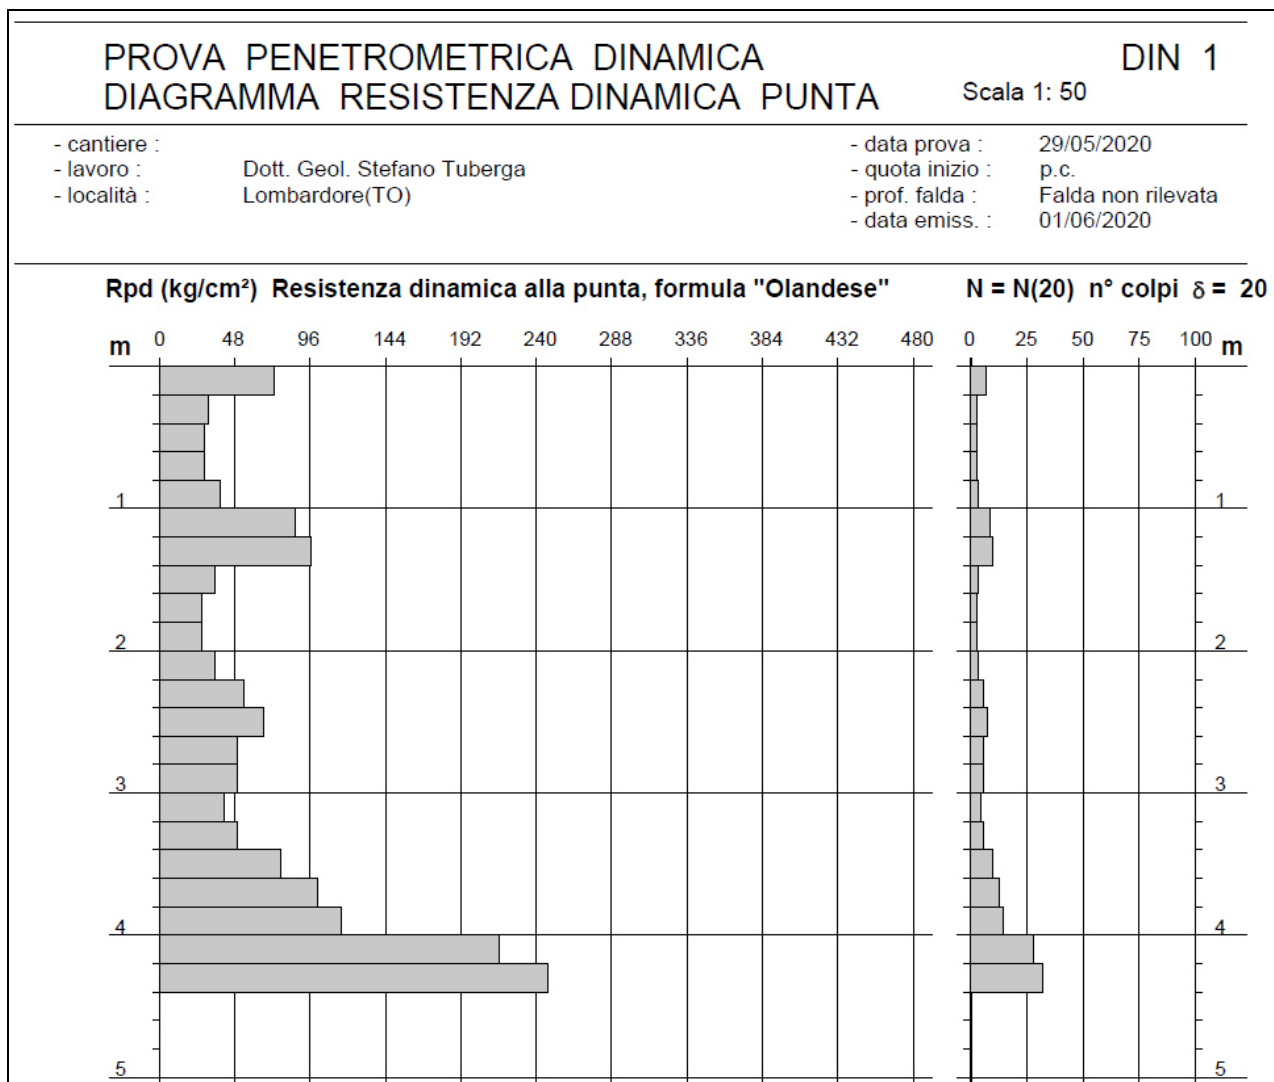 PROVA PENETROMETRICA DINAMICA DIN 1
DIAGRAMMA RESISTENZA DINAMICA PUNTA Scala 1: 50
- cantiere : - data prova : 29/05/2020
- lavoro : Dott. Geol. Stefano Tuberga - quota inizio : p.c.
- località : Lombardore(TO) - prof. falda : Falda non rilevata
- data emiss. : 01/06/2020
Rpd (kg/cm²) Resistenza dinamica alla punta, formula "Olandese" N = N(20) n° colpi δ = 20
m 0 48 96 144 192 240 288 336 384 432 480 0 25 50 75 100 m
1 1
2 2
3 3
4 4
5 5